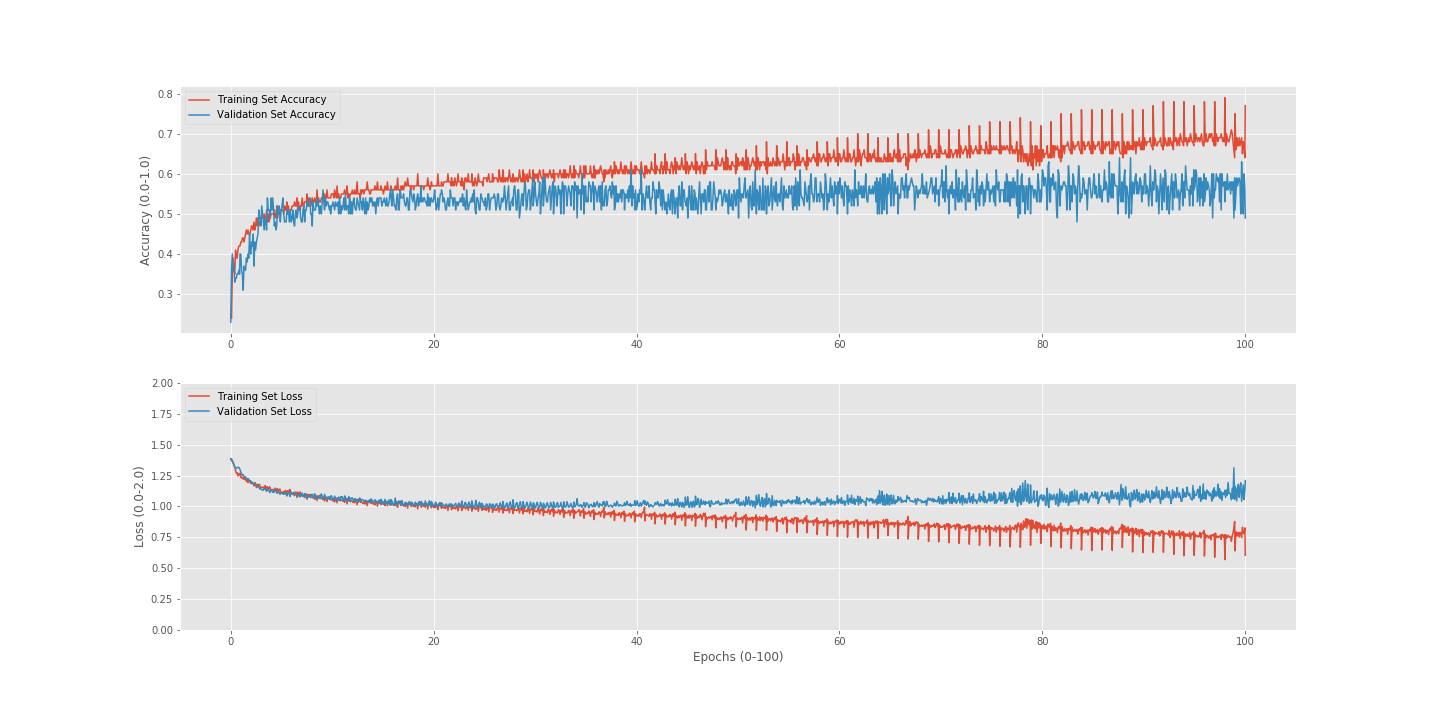 Training Set Accuracy
Validation Set Accuracy
Accuracy (0.0-1.0)
0.8
0.7
0.6
0.5
0.4
0.3
0 20 40 60 80 100
Training Set Loss
Validation Set Loss
Loss (0.0-2.0)
2.00
1.75
1.50
1.25
1.00
0.75
0.50
0.25
0.00
0 20 40 60 80 100
Epochs (0-100)